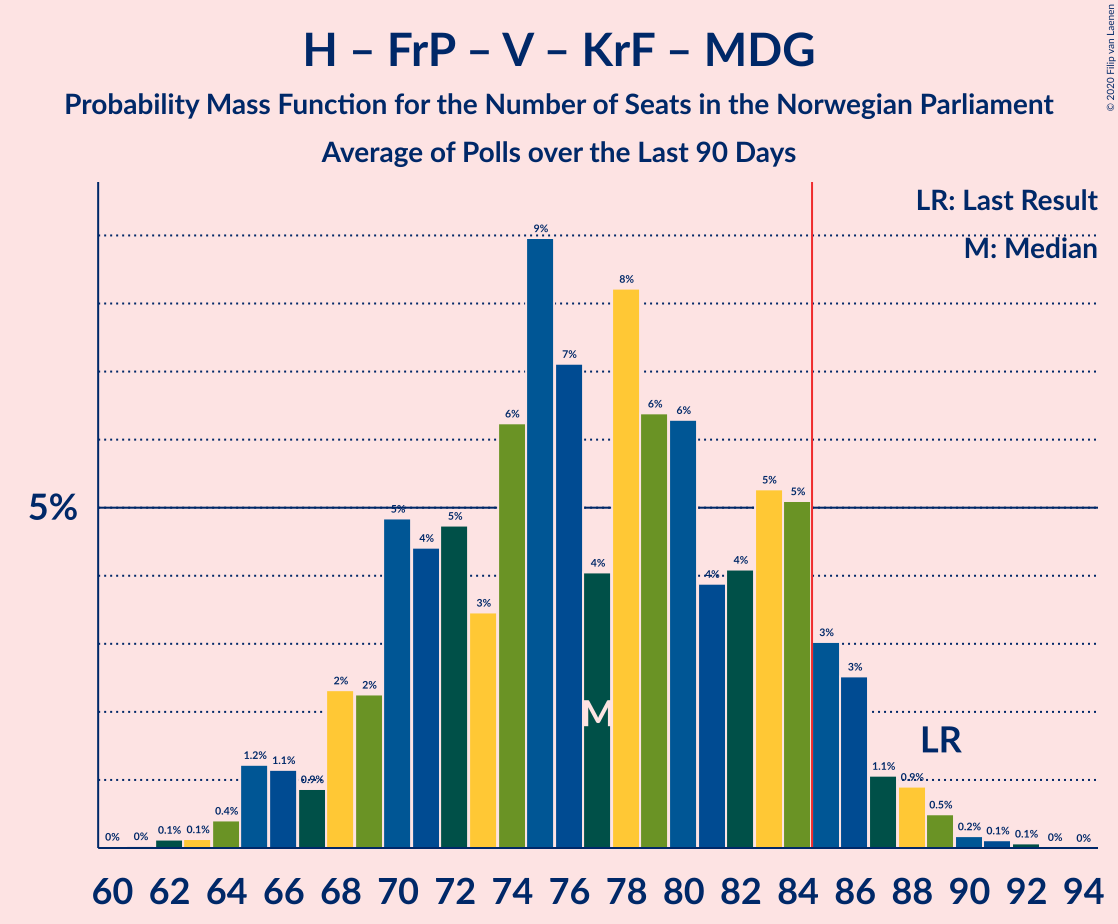 © 2020 Filip van Laenen
H – FrP – V – KrF – MDG
Probability Mass Function for the Number of Seats in the Norwegian Parliament
Average of Polls over the Last 90 Days
LR: Last Result
M: Median
5%
0% 0% 0.1% 0.1% 0.4% 1.2% 1.1% 0.9% 2% 2% 5% 4% 5% 3% 6% 9% 7% 4% 8% 6% 6% 4% 4% 5% 5% 3% 3% 1.1% 0.9% 0.5% 0.2% 0.1% 0.1% 0% 0%
M
LR
60 62 64 66 68 70 72 74 76 78 80 82 84 86 88 90 92 94